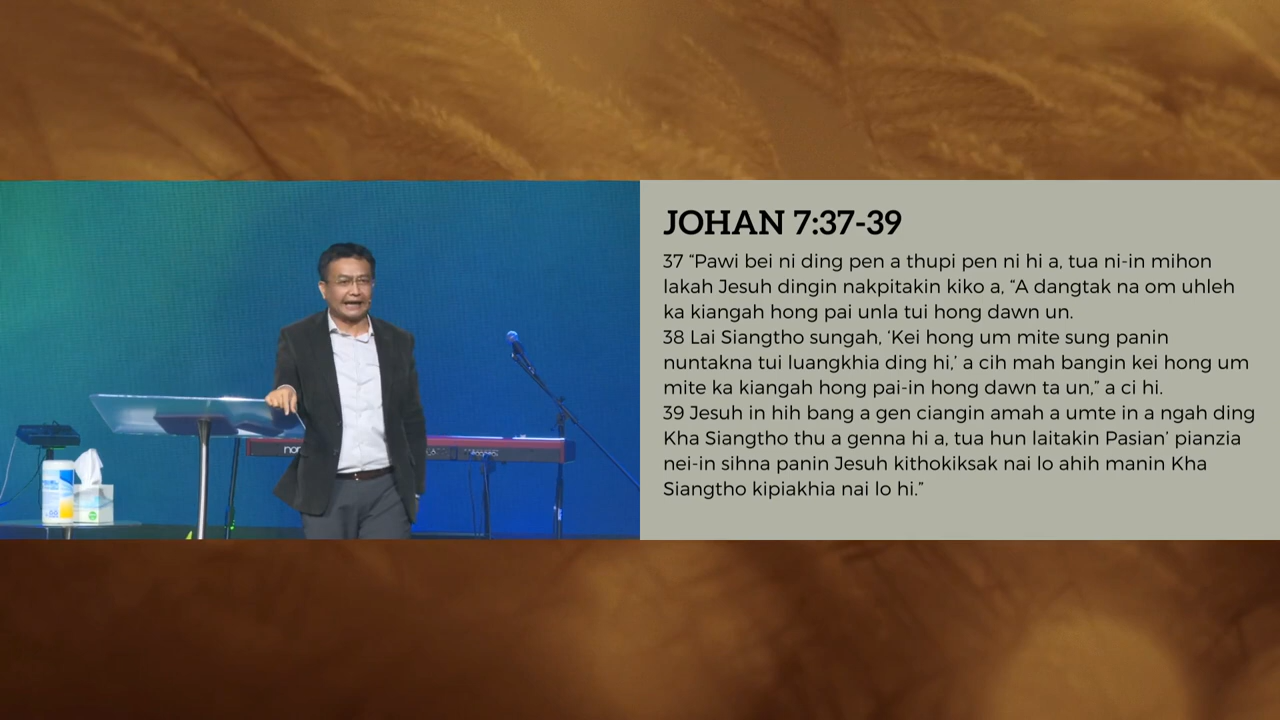 JOHAN 7:37-39
37 “Pawi bei ni ding pen a thupi pen ni hi a, tua ni-in mihon
lakah Jesuh dingin nakpitakin kiko a, “A dangtak na om uhleh
ka kiangah hong pai unla tui hong dawn un.
38 Lai Siangtho sungah, ‘Kei hong um mite sung panin
nuntakna tui luangkhia ding hi,’ a cih mah bangin kei hong um
mite ka kiangah hong pai-in hong dawn ta un,” a ci hi.
39 Jesuh in hih bang a gen ciangin amah a umte in a ngah ding
Kha Siangtho thu a genna hi a, tua hun laitakin Pasian’ pianzia
nei-in sihna panin Jesuh kithokiksak nai lo ahih manin Kha
Siangtho kipiakhia nai lo hi.”
nor